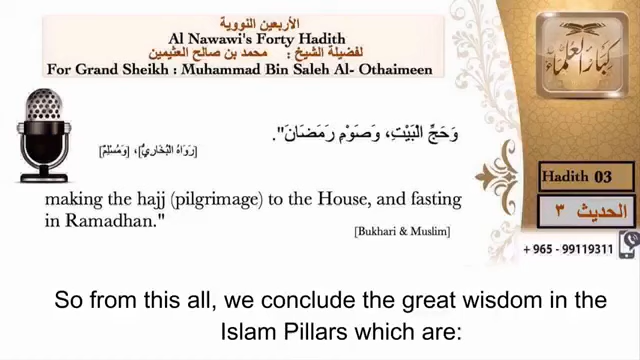 الأربعين النووية
Al Nawawi's Forty Hadith
لفضيلة الشيخ : محمد بن صالح العثيمين
For Grand Sheikh : Muhammad Bin Saleh Al- Othaimeen
كبار العلماء
وَحَجِّ الْبَيْتِ، وَصَوْمِ رَمَضَانَ".
[رَوَاهُ الْبُخَارِيُّ]، [وَمُسْلِمٌ]
making the hajj (pilgrimage) to the House, and fasting
in Ramadhan."
[Bukhari & Muslim]
Hadith 03
الحديث ٣
+ 965 - 99119311
So from this all, we conclude the great wisdom in the
Islam Pillars which are: